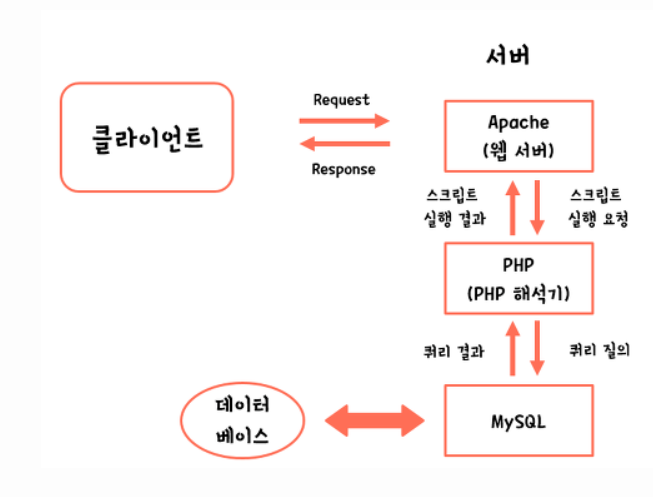 서버
클라이언트
Request
Response
Apache
(웹 서버)
스크립트
실행 결과
스크립트
실행 요청
PHP
(PHP 해석기)
쿼리 결과
쿼리 질의
데이터
베이스
MySQL